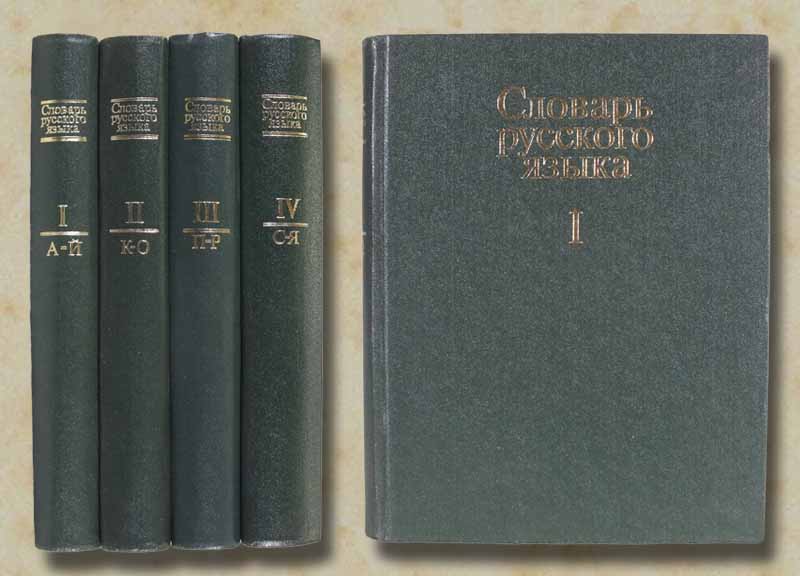 Словарь
русского
языка
I
А-Й
Словарь
русского
языка
II
К-О
Словарь
русского
языка
III
П-Р
Словарь
русского
языка
IV
С-Я
Словарь
русского
языка
I